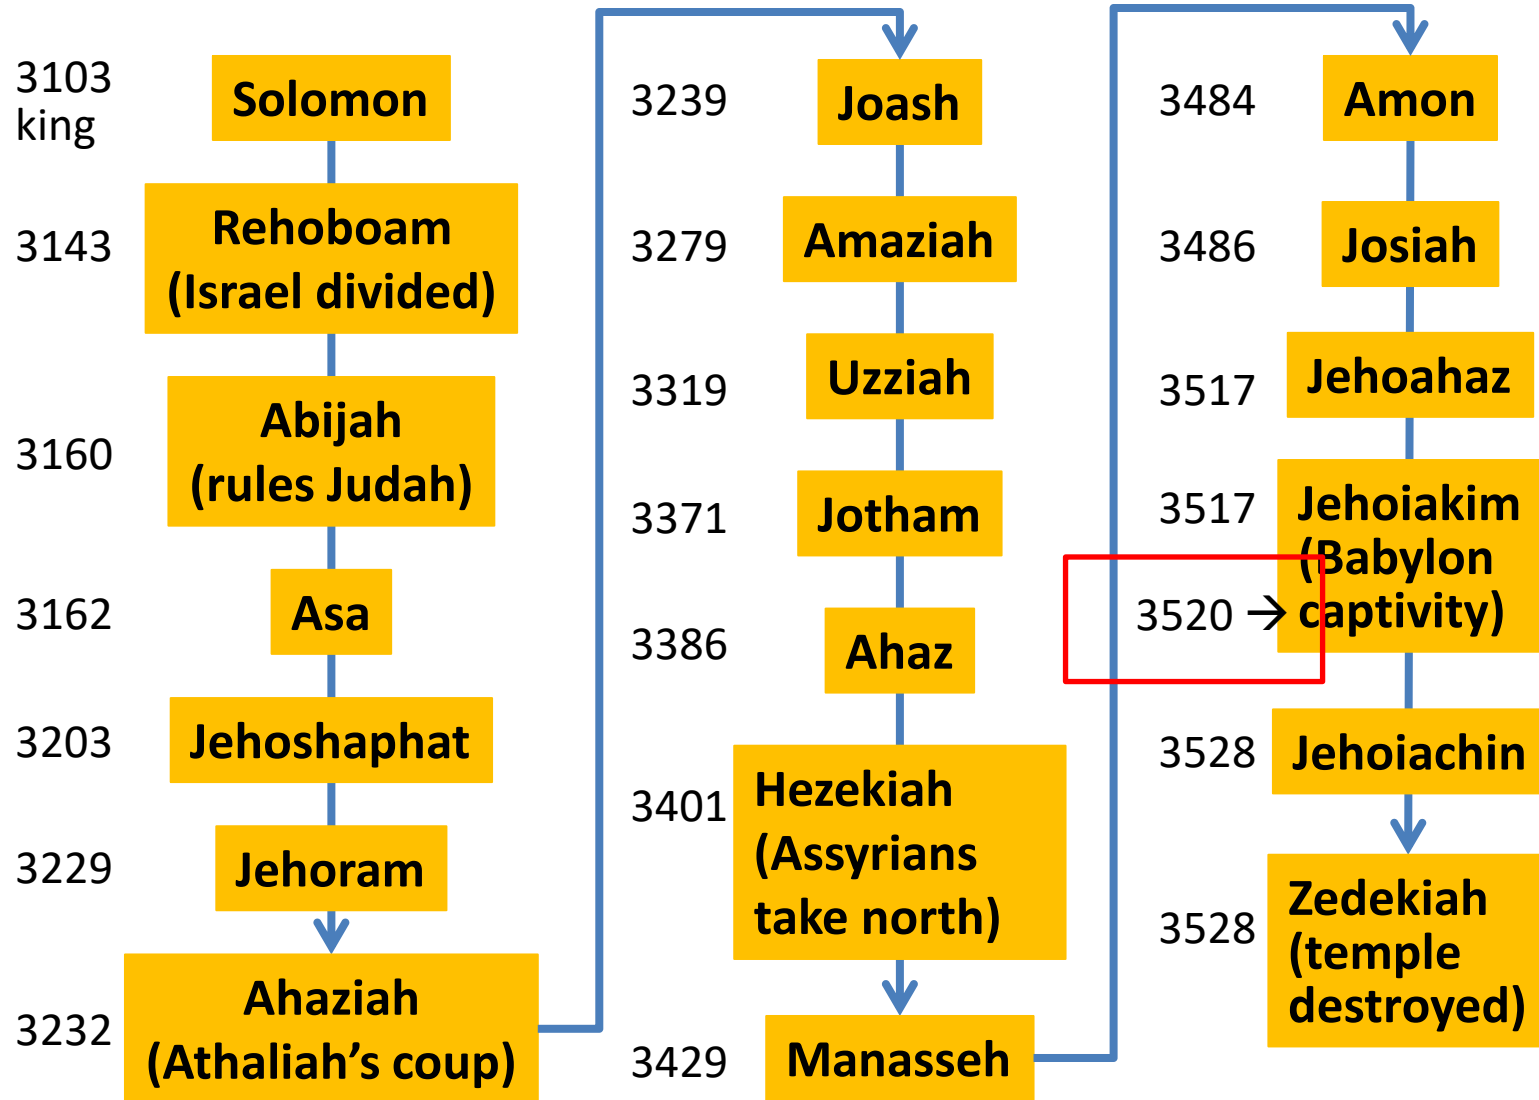 3103
king
Solomon
3143
Rehoboam
(Israel divided)
3160
Abijah
(rules Judah)
3162
Asa
3203
Jehoshaphat
3229
Jehoram
3232
Ahaziah
(Athaliah’s coup)
3239
Joash
3279
Amaziah
3319
Uzziah
3371
Jotham
3386
Ahaz
3401
Hezekiah
(Assyrians
take north)
3429
Manasseh
3484
Amon
3486
Josiah
3517
Jehoahaz
3517
Jehoiakim
(Babylon
3520 → captivity)
3528
Jehoiachin
3528
Zedekiah
(temple
destroyed)